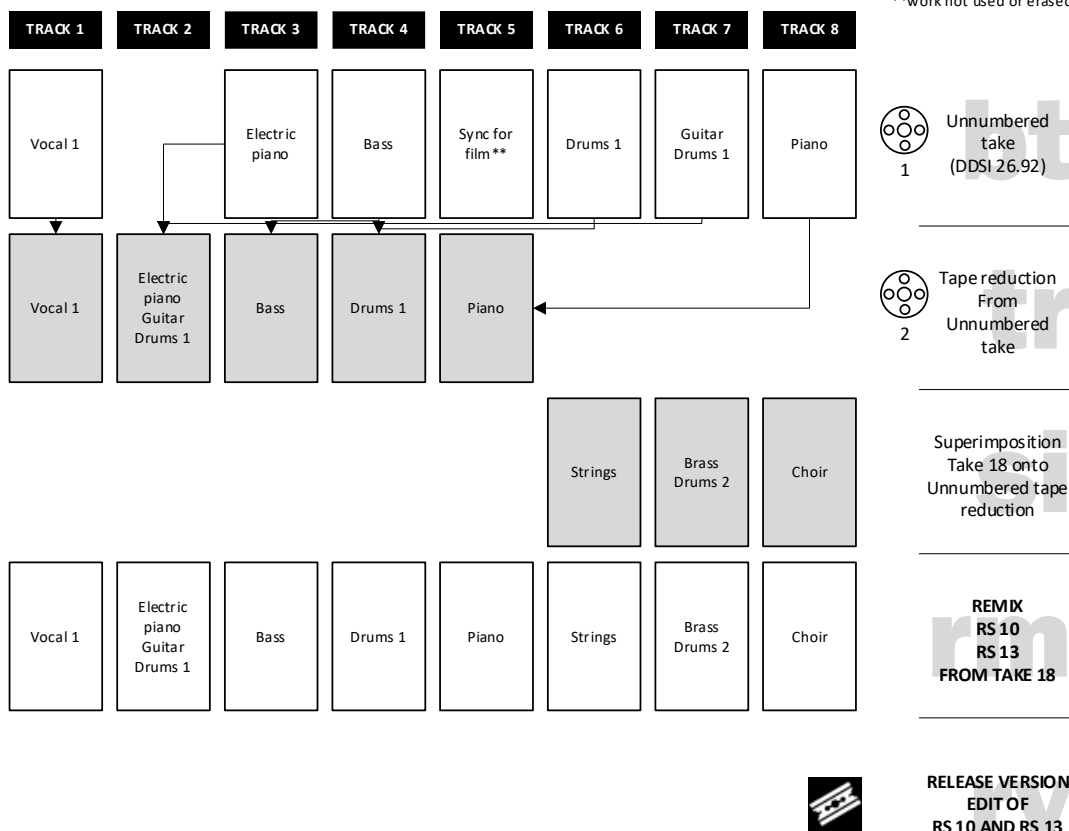 **work not used or erased
TRACK 1
TRACK 2
TRACK 3
TRACK 4
TRACK 5
TRACK 6
TRACK 7
TRACK 8
Vocal 1
Electric
piano
Bass
Sync for
film **
Drums 1
Guitar
Drums 1
Piano
1
bt
Unnumbered
take
(DDSI 26.92)
Vocal 1
Electric
piano
Guitar
Drums 1
Bass
Drums 1
Piano
2
tr
Tape reduction
From
Unnumbered
take
Strings
Brass
Drums 2
Choir
si
Superimposition
Take 18 onto
Unnumbered tape
reduction
Vocal 1
Electric
piano
Guitar
Drums 1
Bass
Drums 1
Piano
Strings
Brass
Drums 2
Choir
rm
REMIX
RS 10
RS 13
FROM TAKE 18
rv
RELEASE VERSION
EDIT OF
RS 10 AND RS 13